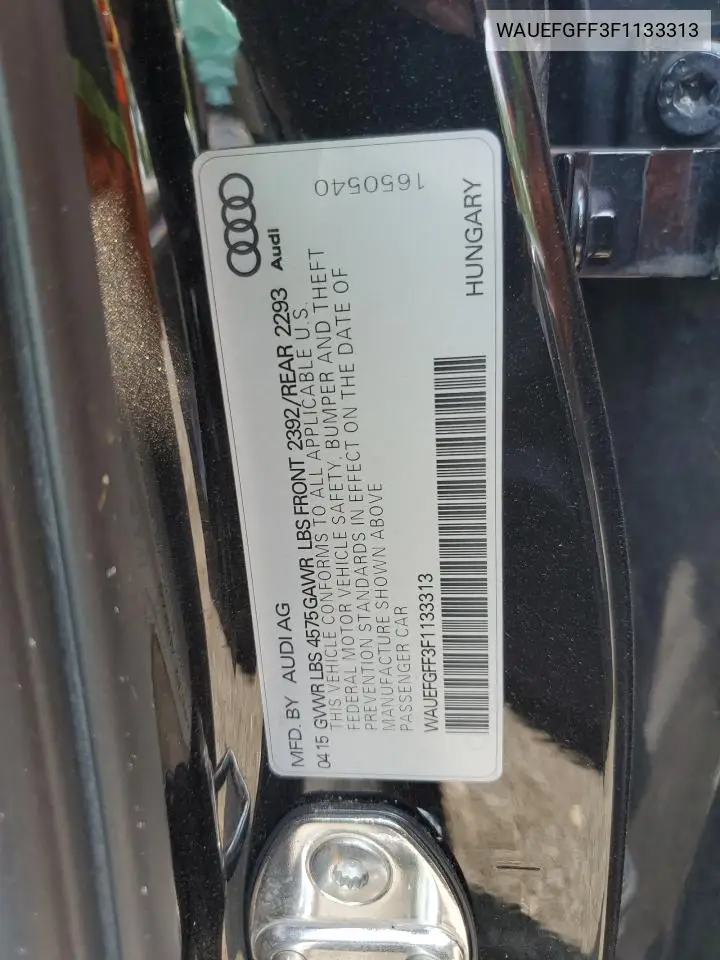 WAUEFGFF3F1133313
MFD. BY AUDI AG
Audi
0415 GVWR LBS 4575 GAWR LBS FRONT 2392/REAR 2293
THIS VEHICLE CONFORMS TO ALL APPLICABLE U.S.
FEDERAL MOTOR VEHICLE SAFETY, BUMPER AND THEFT
PREVENTION STANDARDS IN EFFECT ON THE DATE OF
MANUFACTURE SHOWN ABOVE
PASSENGER CAR
WAUEFGFF3F1133313
HUNGARY
1650540